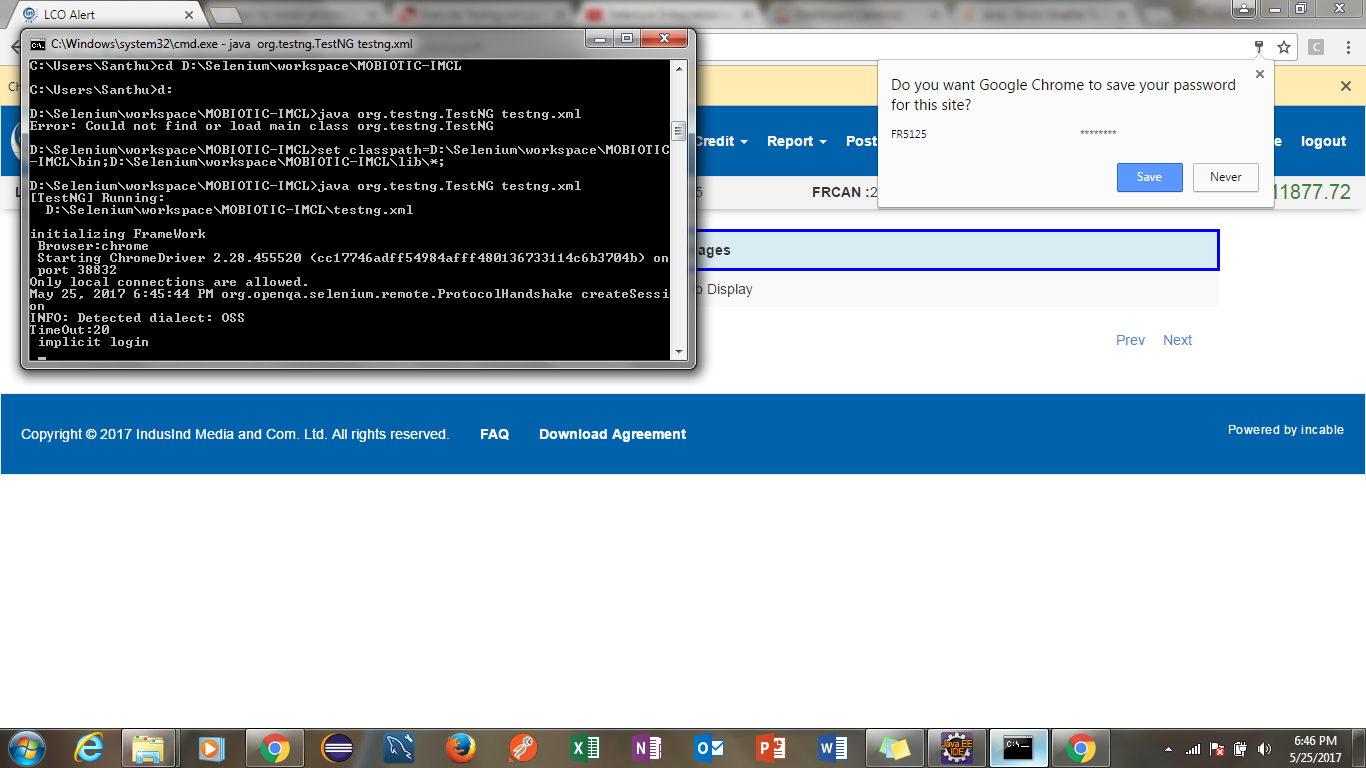 LCO Alert
C:\Windows\system32\cmd.exe - java  org.testng.TestNG testng.xml
C:\Users\Santhu>cd D:\Selenium\workspace\MOBIOTIC-IMCL
C:\Users\Santhu>d:
D:\Selenium\workspace\MOBIOTIC-IMCL>java org.testng.TestNG testng.xml
Error: Could not find or load main class org.testng.TestNG
D:\Selenium\workspace\MOBIOTIC-IMCL>set classpath=D:\Selenium\workspace\MOBIOTIC
-IMCL\bin;D:\Selenium\workspace\MOBIOTIC-IMCL\lib\*;
D:\Selenium\workspace\MOBIOTIC-IMCL>java org.testng.TestNG testng.xml
[TestNG] Running:
D:\Selenium\workspace\MOBIOTIC-IMCL\testng.xml
initializing FrameWork
Browser:chrome
Starting ChromeDriver 2.28.455520 (cc17746adff54984afff480136733114c6b3704b) on
port 38832
Only local connections are allowed.
May 25, 2017 6:45:44 PM org.openqa.selenium.remote.ProtocolHandshake createSessi
on
INFO: Detected dialect: OSS
TimeOut:20
implicit login
C
Do you want Google Chrome to save your password
for this site?
FR5125 ********
Save Never
Ch
redit Report Post e logout
L 5 FRCAN :2 11877.72
ages
o Display
Prev Next
Copyright © 2017 IndusInd Media and Com. Ltd. All rights reserved. FAQ Download Agreement Powered by incable
Java EE
IDE
C:\_
6:46 PM
5/25/2017